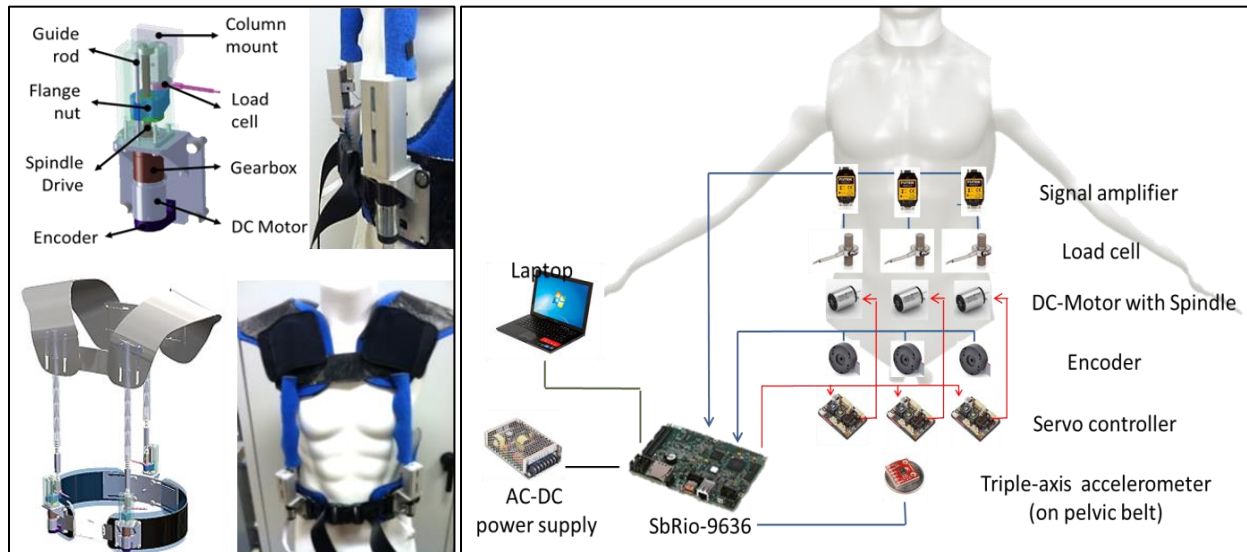 Guide
rod
Column
mount
Flange
nut
Load
cell
Spindle
Drive
Gearbox
Encoder
DC Motor
Signal amplifier
Load cell
Laptop
DC-Motor with Spindle
Encoder
Servo controller
AC-DC
power supply
SbRio-9636
Triple-axis accelerometer
(on pelvic belt)